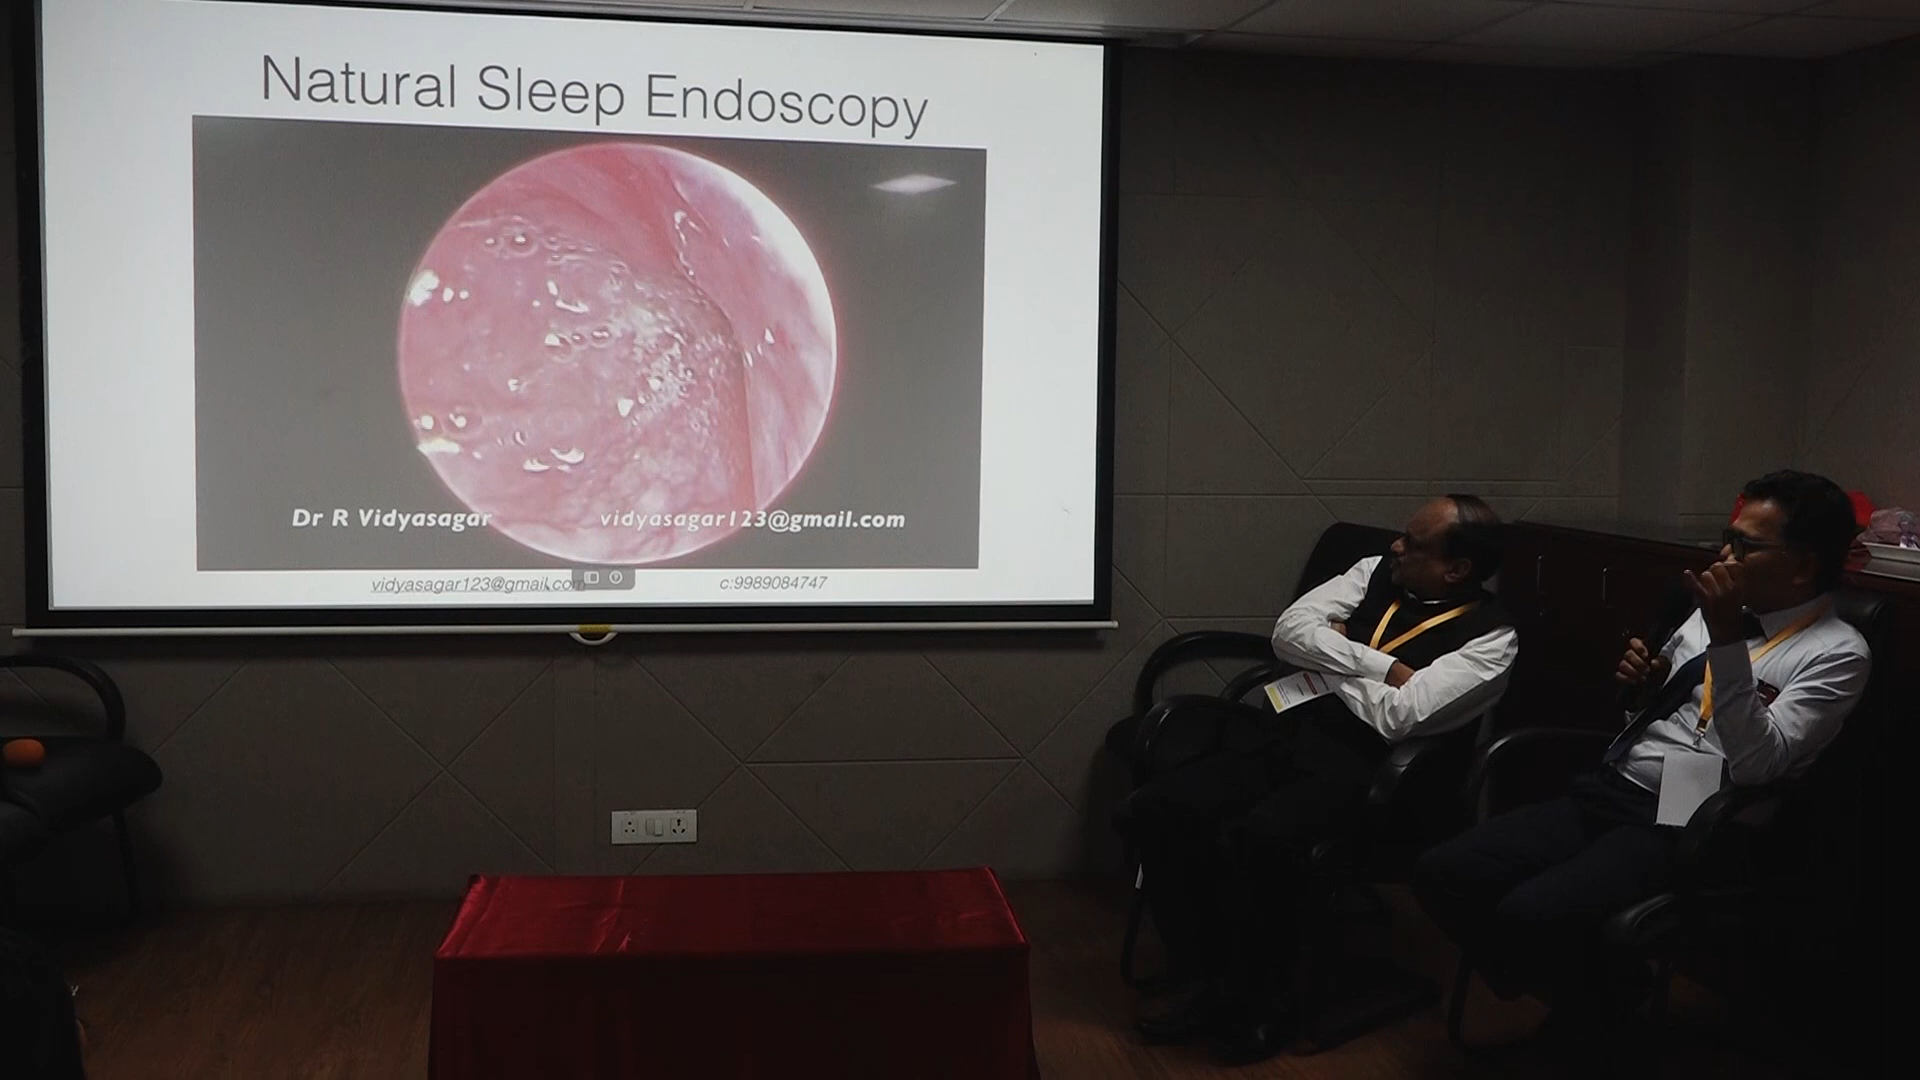 Natural Sleep Endoscopy
Dr R Vidyasagar vidyasagar123@gmail.com
vidyasagar123@gmail.com c:9989084747